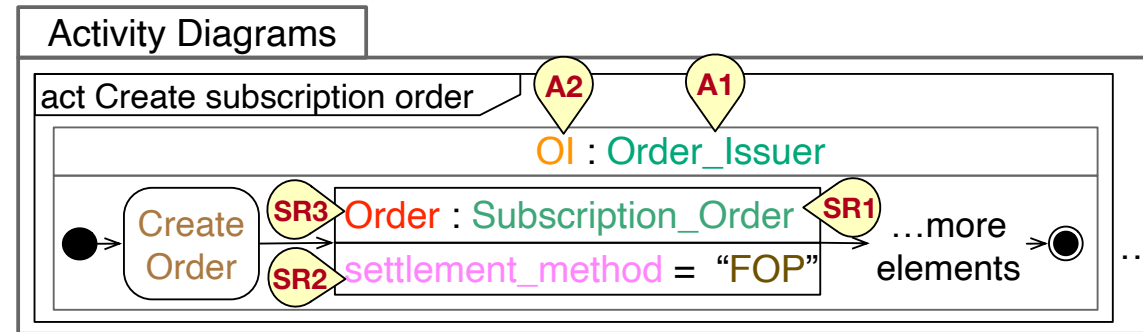 Activity Diagrams
act Create subscription order
A2
A1
OI : Order_Issuer
Create
Order
SR3
Order : Subscription_Order
SR1
SR2
settlement_method = “FOP”
…more
elements
…